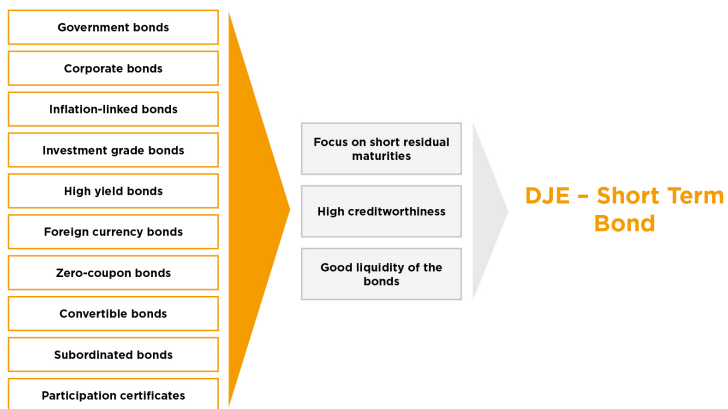 Government bonds
Corporate bonds
Inflation-linked bonds
Investment grade bonds
High yield bonds
Foreign currency bonds
Zero-coupon bonds
Convertible bonds
Subordinated bonds
Participation certificates
Focus on short residual
maturities
High creditworthiness
Good liquidity of the
bonds
DJE – Short Term
Bond